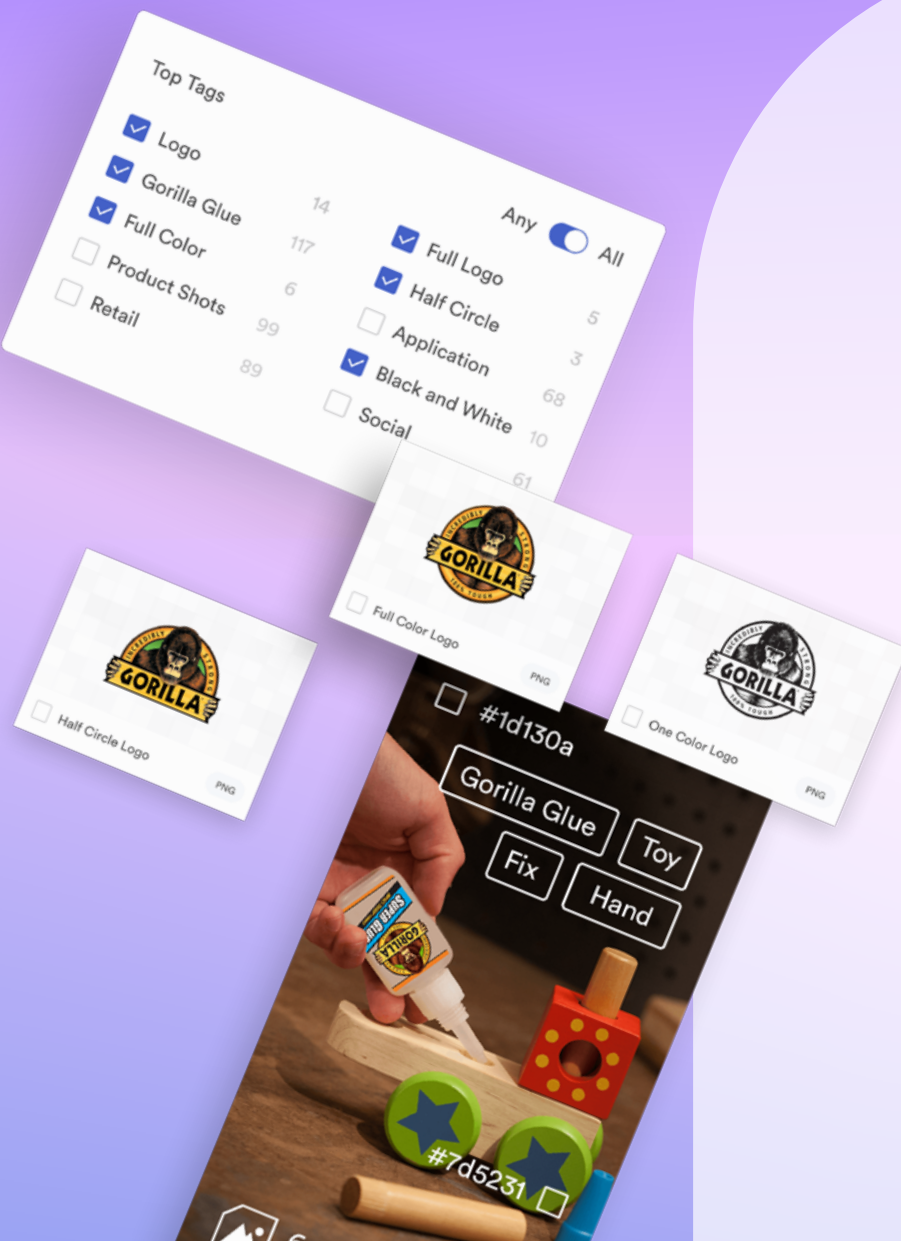 Top Tags
Any
All
Logo
14
Gorilla Glue
117
Full Color
6
Product Shots
99
Retail
89
Full Logo
5
Half Circle
3
Application
68
Black and White
10
Social
61
INCREDIBLY STRONG
GORILLA
100% TOUGH
Full Color Logo
PNG
INCREDIBLY STRONG
GORILLA
Half Circle Logo
PNG
INCREDIBLY STRONG
GORILLA
100% TOUGH
One Color Logo
PNG
#1d130a
Gorilla Glue
Toy
Fix
Hand
SUPER GLUE
GORILLA
#7d5231